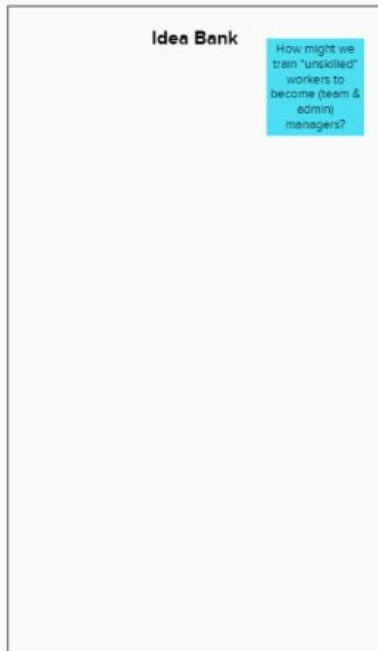 Idea Bank
How might we
train "unskilled"
workers to
become (team &
admin)
managers?